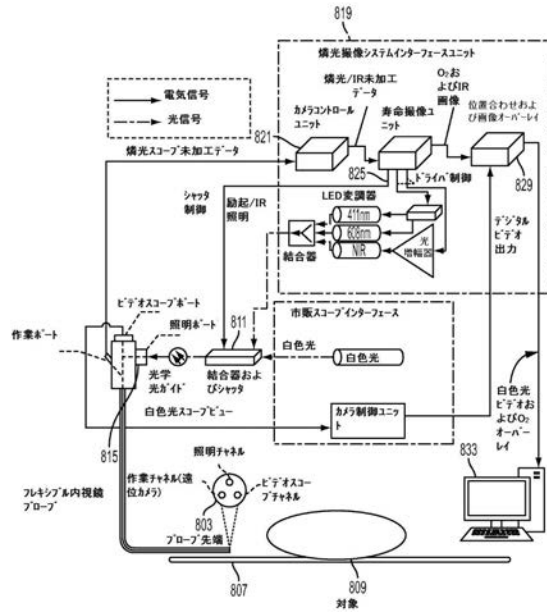 819
燐光撮像システムインターフェースユニット
電気信号
光信号
燐光/IR未加工
データ
O₂お
よびIR
画像
カメラコントロール
ユニット
821
寿命撮像ユ
ニット
位置合わせおよ
び画像オーバーレイ
829
燐光スコープ未加工データ
825
ドライバ制御
シャッタ
制御
励起/IR
照明
LED変調器
411nm
608nm
NIR
結合器
光
増幅器
デジタル
ビデオ
出力
ビデオスコープポート
作業ポート
照明ポート
811
市販スコープインターフェース
白色光
白色光
光学
光ガイド
結合器およ
びシャッタ
白色光スコープビュー
カメラ制御ユニッ
ト
815
白色光
ビデオおよびO₂
オーバー
レイ
833
照明チャネル
フレキシブル内視鏡
プローブ
作業チャネル(遠
位カメラ)
803
ビデオスコ
ープチャネル
プローブ先端
807
809
対象